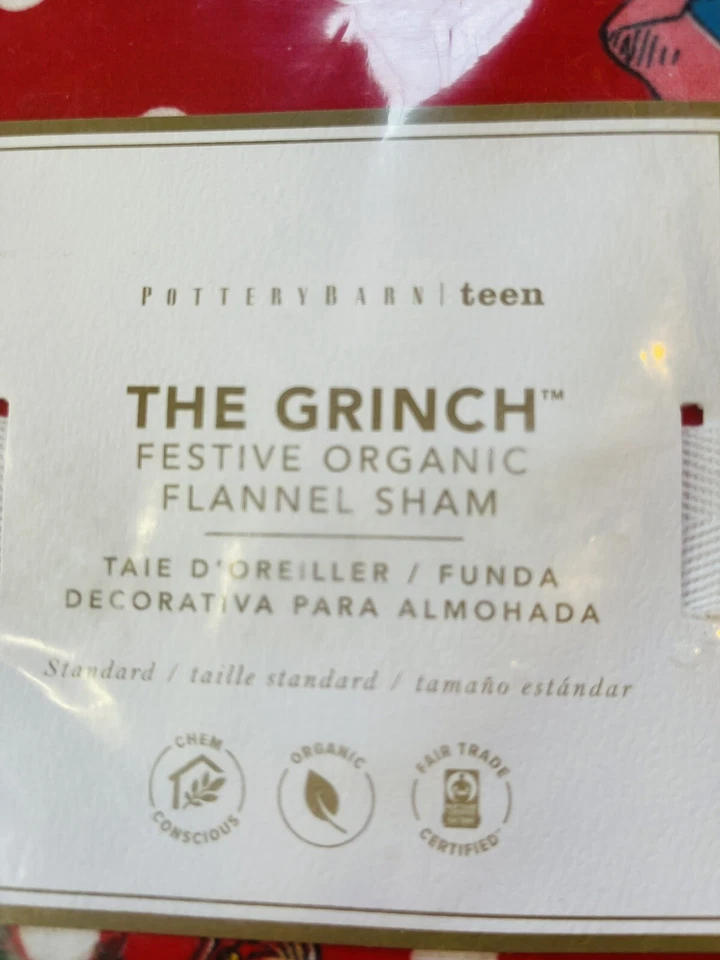 POTTERYBARN | teen
THE GRINCH™
FESTIVE ORGANIC
FLANNEL SHAM
TAIE D'OREILLER / FUNDA
DECORATIVA PARA ALMOHADA
Standard / taille standard / tamaño estándar
CHEM CONSCIOUS
ORGANIC
FAIR TRADE CERTIFIED™